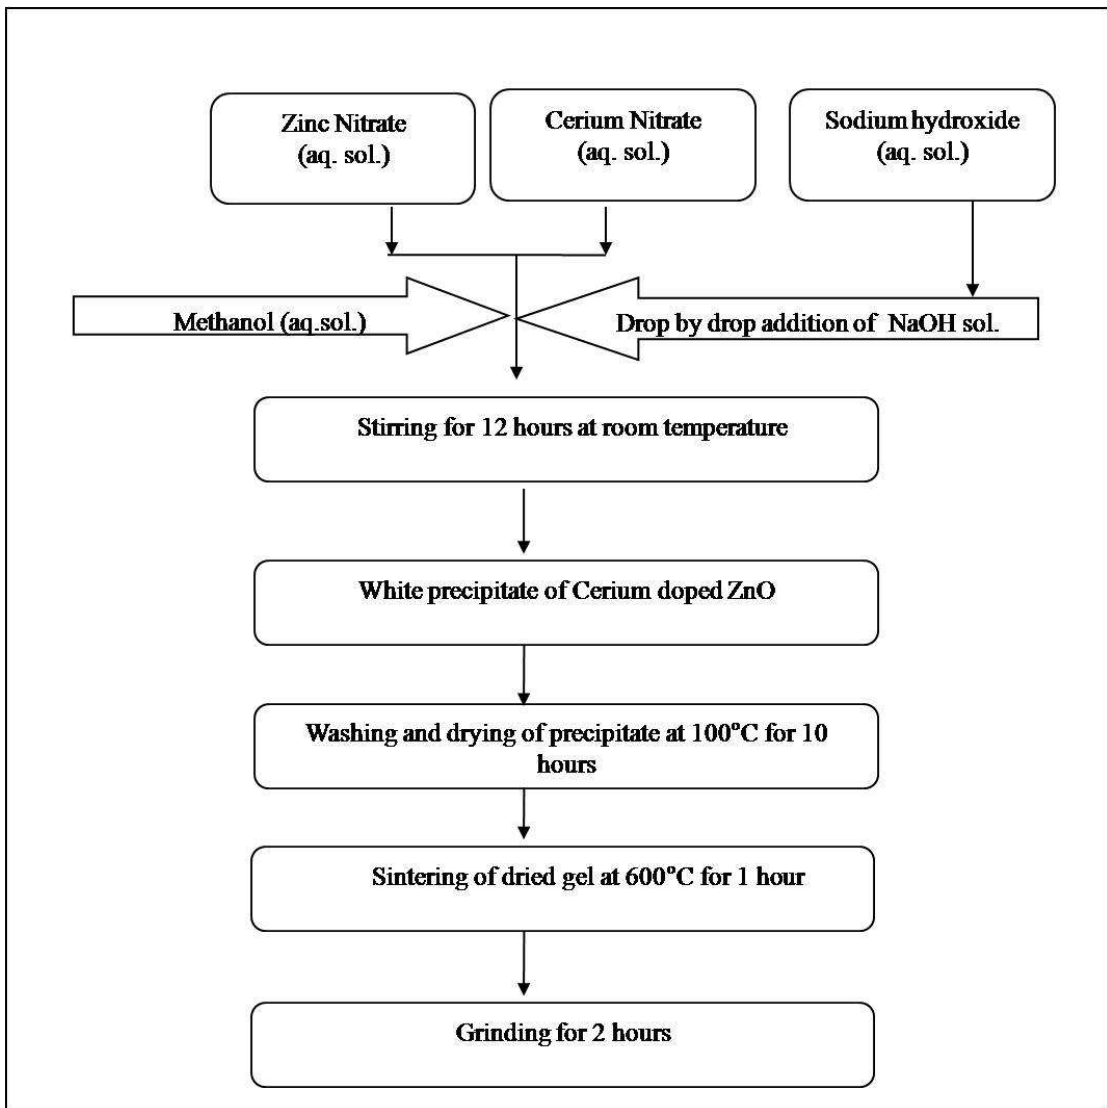 Zinc Nitrate
(aq. sol.)
Cerium Nitrate
(aq. sol.)
Sodium hydroxide
(aq. sol.)
Methanol (aq.sol.)
Drop by drop addition of NaOH sol.
Stirring for 12 hours at room temperature
White precipitate of Cerium doped ZnO
Washing and drying of precipitate at 100°C for 10
hours
Sintering of dried gel at 600°C for 1 hour
Grinding for 2 hours